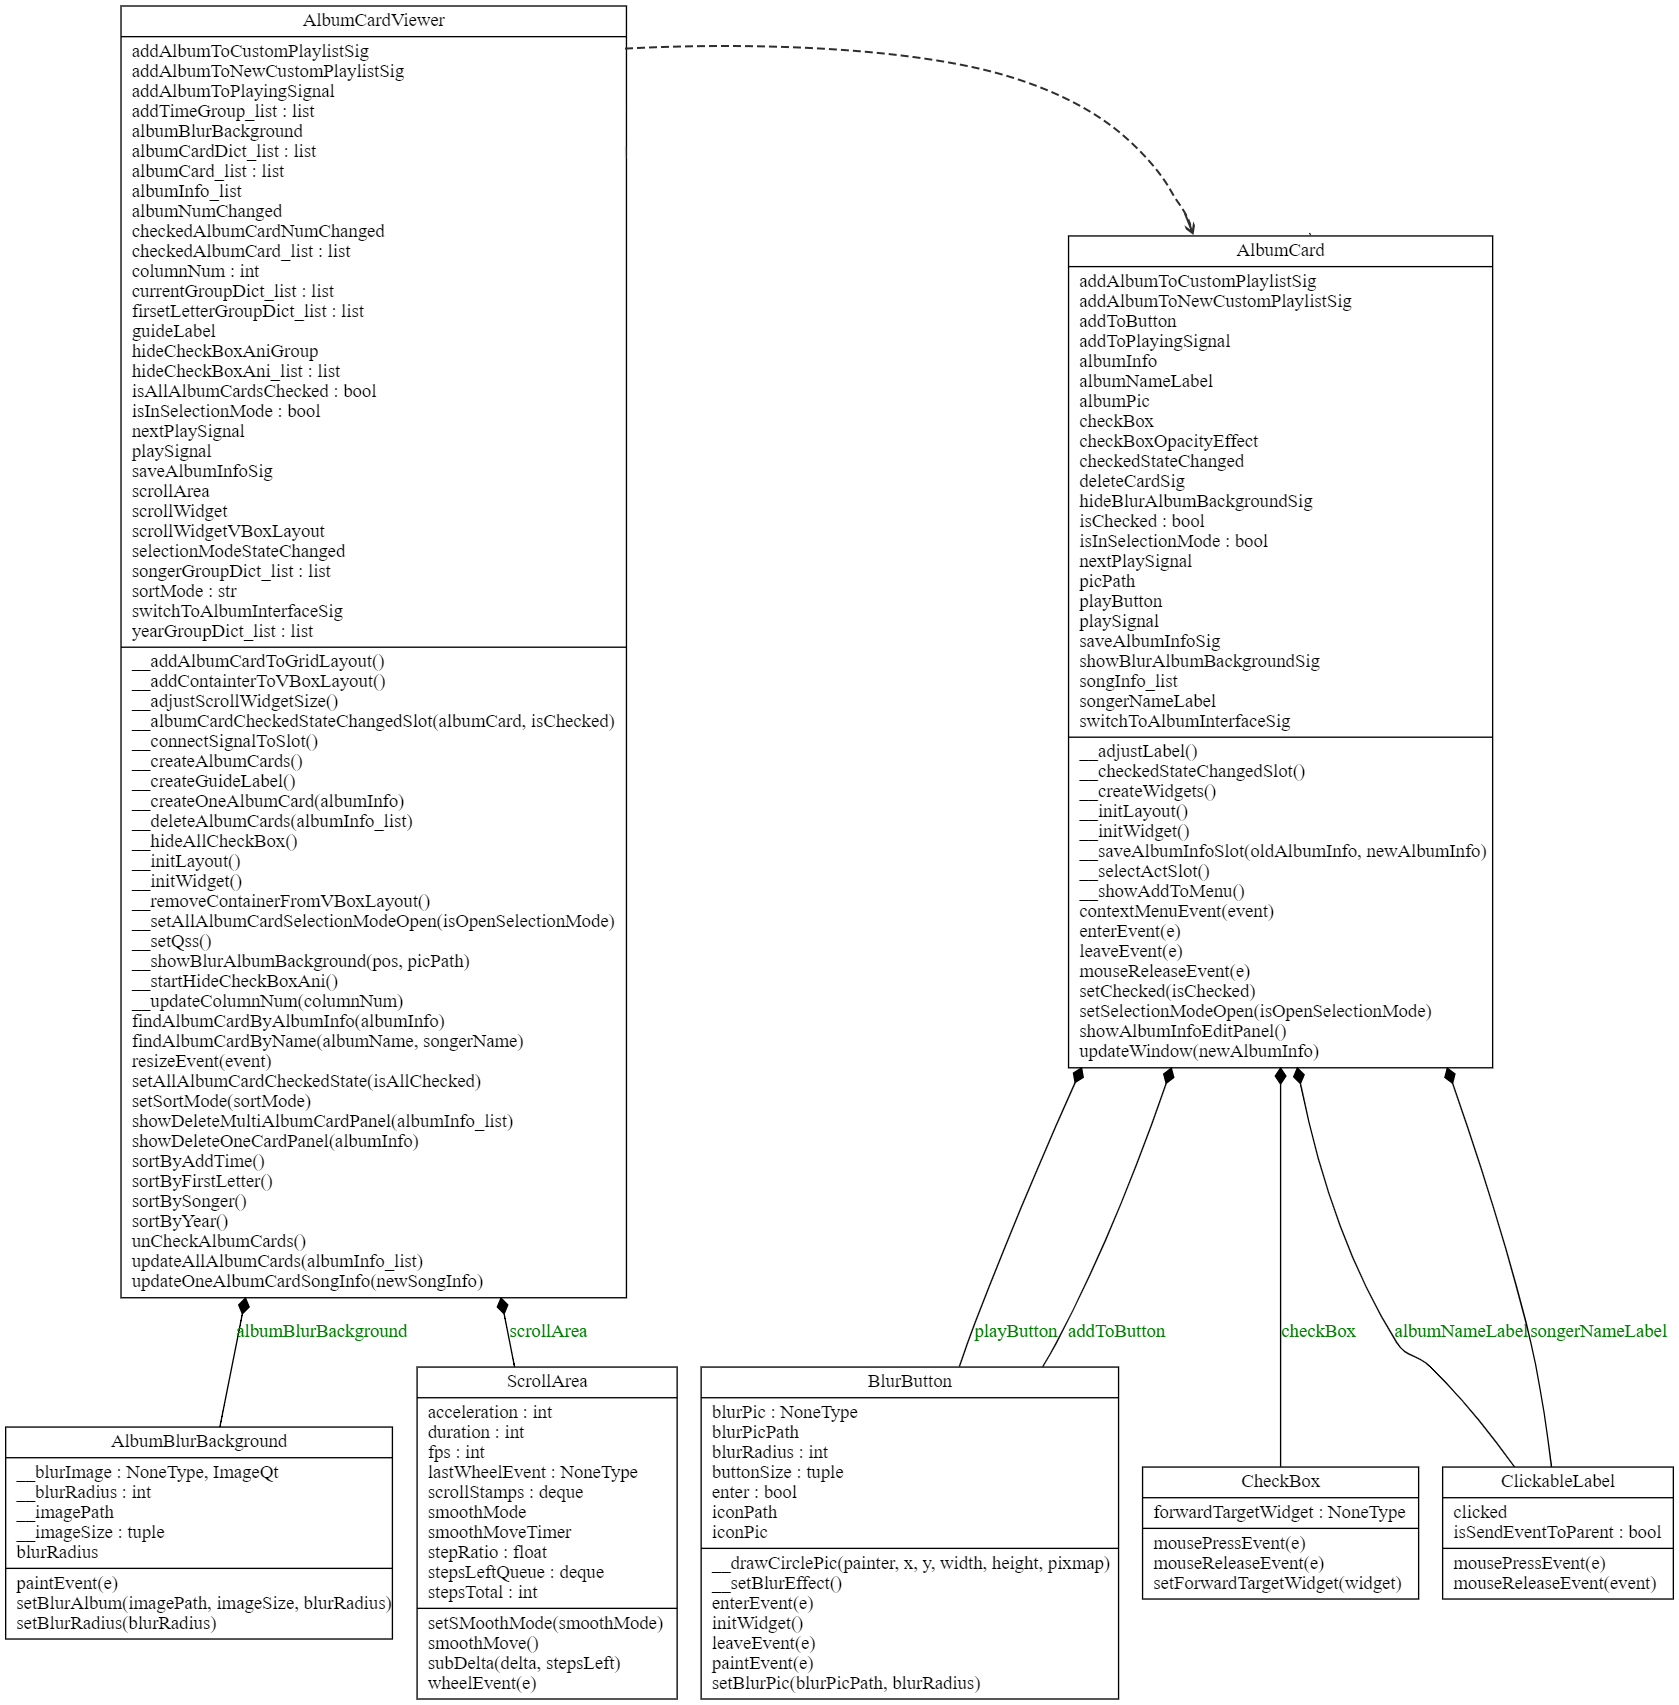 AlbumCardViewer
addAlbumToCustomPlaylistSig
addAlbumToNewCustomPlaylistSig
addAlbumToPlayingSignal
addTimeGroup_list : list
albumBlurBackground
albumCardDict_list : list
albumCard_list : list
albumInfo_list
albumNumChanged
checkedAlbumCardNumChanged
checkedAlbumCard_list : list
columnNum : int
currentGroupDict_list : list
firsetLetterGroupDict_list : list
guideLabel
hideCheckBoxAniGroup
hideCheckBoxAni_list : list
isAllAlbumCardsChecked : bool
isInSelectionMode : bool
nextPlaySignal
playSignal
saveAlbumInfoSig
scrollArea
scrollWidget
scrollWidgetVBoxLayout
selectionModeStateChanged
songerGroupDict_list : list
sortMode : str
switchToAlbumInterfaceSig
yearGroupDict_list : list
__addAlbumCardToGridLayout()
__addContainterToVBoxLayout()
__adjustScrollWidgetSize()
__albumCardCheckedStateChangedSlot(albumCard, isChecked)
__connectSignalToSlot()
__createAlbumCards()
__createGuideLabel()
__createOneAlbumCard(albumInfo)
__deleteAlbumCards(albumInfo_list)
__hideAllCheckBox()
__initLayout()
__initWidget()
__removeContainerFromVBoxLayout()
__setAllAlbumCardSelectionModeOpen(isOpenSelectionMode)
__setQss()
__showBlurAlbumBackground(pos, picPath)
__startHideCheckBoxAni()
__updateColumnNum(columnNum)
findAlbumCardByAlbumInfo(albumInfo)
findAlbumCardByName(albumName, songerName)
resizeEvent(event)
setAllAlbumCardCheckedState(isAllChecked)
setSortMode(sortMode)
showDeleteMultiAlbumCardPanel(albumInfo_list)
showDeleteOneCardPanel(albumInfo)
sortByAddTime()
sortByFirstLetter()
sortBySonger()
sortByYear()
unCheckAlbumCards()
updateAllAlbumCards(albumInfo_list)
updateOneAlbumCardSongInfo(newSongInfo)
AlbumCard
addAlbumToCustomPlaylistSig
addAlbumToNewCustomPlaylistSig
addToButton
addToPlayingSignal
albumInfo
albumNameLabel
albumPic
checkBox
checkBoxOpacityEffect
checkedStateChanged
deleteCardSig
hideBlurAlbumBackgroundSig
isChecked : bool
isInSelectionMode : bool
nextPlaySignal
picPath
playButton
playSignal
saveAlbumInfoSig
showBlurAlbumBackgroundSig
songInfo_list
songerNameLabel
switchToAlbumInterfaceSig
__adjustLabel()
__checkedStateChangedSlot()
__createWidgets()
__initLayout()
__initWidget()
__saveAlbumInfoSlot(oldAlbumInfo, newAlbumInfo)
__selectActSlot()
__showAddToMenu()
contextMenuEvent(event)
enterEvent(e)
leaveEvent(e)
mouseReleaseEvent(e)
setChecked(isChecked)
setSelectionModeOpen(isOpenSelectionMode)
showAlbumInfoEditPanel()
updateWindow(newAlbumInfo)
albumBlurBackground
scrollArea
playButton
addToButton
checkBox
albumNameLabel
songerNameLabel
AlbumBlurBackground
__blurImage : NoneType, ImageQt
__blurRadius : int
__imagePath
__imageSize : tuple
blurRadius
paintEvent(e)
setBlurAlbum(imagePath, imageSize, blurRadius)
setBlurRadius(blurRadius)
ScrollArea
acceleration : int
duration : int
fps : int
lastWheelEvent : NoneType
scrollStamps : deque
smoothMode
smoothMoveTimer
stepRatio : float
stepsLeftQueue : deque
stepsTotal : int
setSMoothMode(smoothMode)
smoothMove()
subDelta(delta, stepsLeft)
wheelEvent(e)
BlurButton
blurPic : NoneType
blurPicPath
blurRadius : int
buttonSize : tuple
enter : bool
iconPath
iconPic
__drawCirclePic(painter, x, y, width, height, pixmap)
__setBlurEffect()
enterEvent(e)
initWidget()
leaveEvent(e)
paintEvent(e)
setBlurPic(blurPicPath, blurRadius)
CheckBox
forwardTargetWidget : NoneType
mousePressEvent(e)
mouseReleaseEvent(e)
setForwardTargetWidget(widget)
ClickableLabel
clicked
isSendEventToParent : bool
mousePressEvent(e)
mouseReleaseEvent(event)